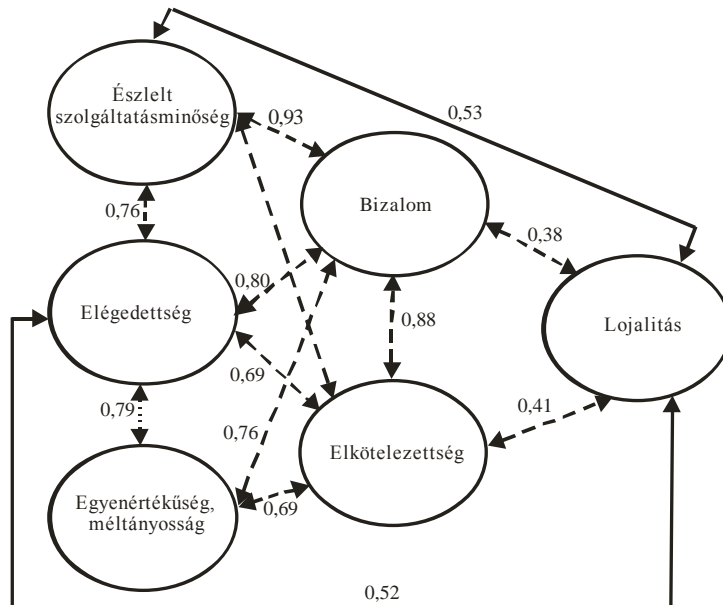 Észlelt
szolgáltatásminőség
0,93
0,53
Bizalom
0,76
0,38
0,80
Elégedettség
Lojalitás
0,88
0,69
0,79
0,41
0,76
Elkötelezettség
Egyenértékűség,
méltányosság
0,69
0,52